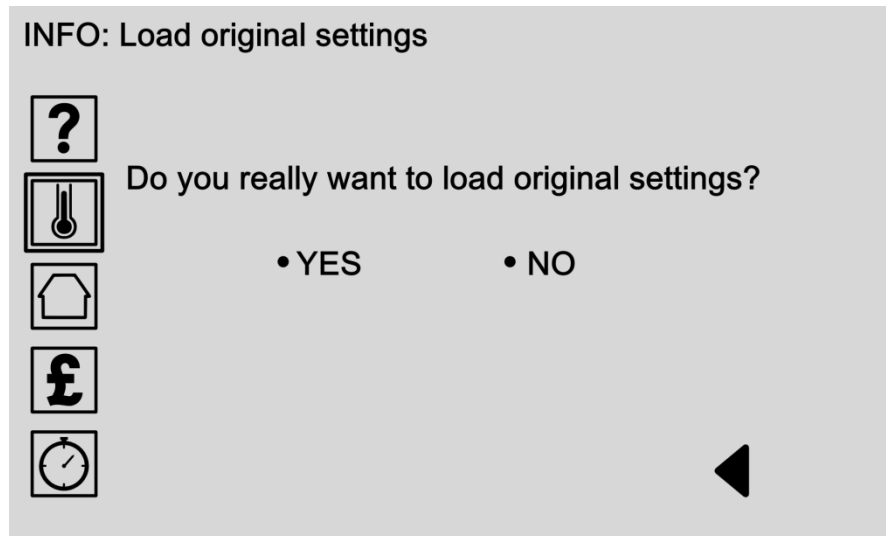 INFO: Load original settings
?
Do you really want to load original settings?
• YES • NO
£